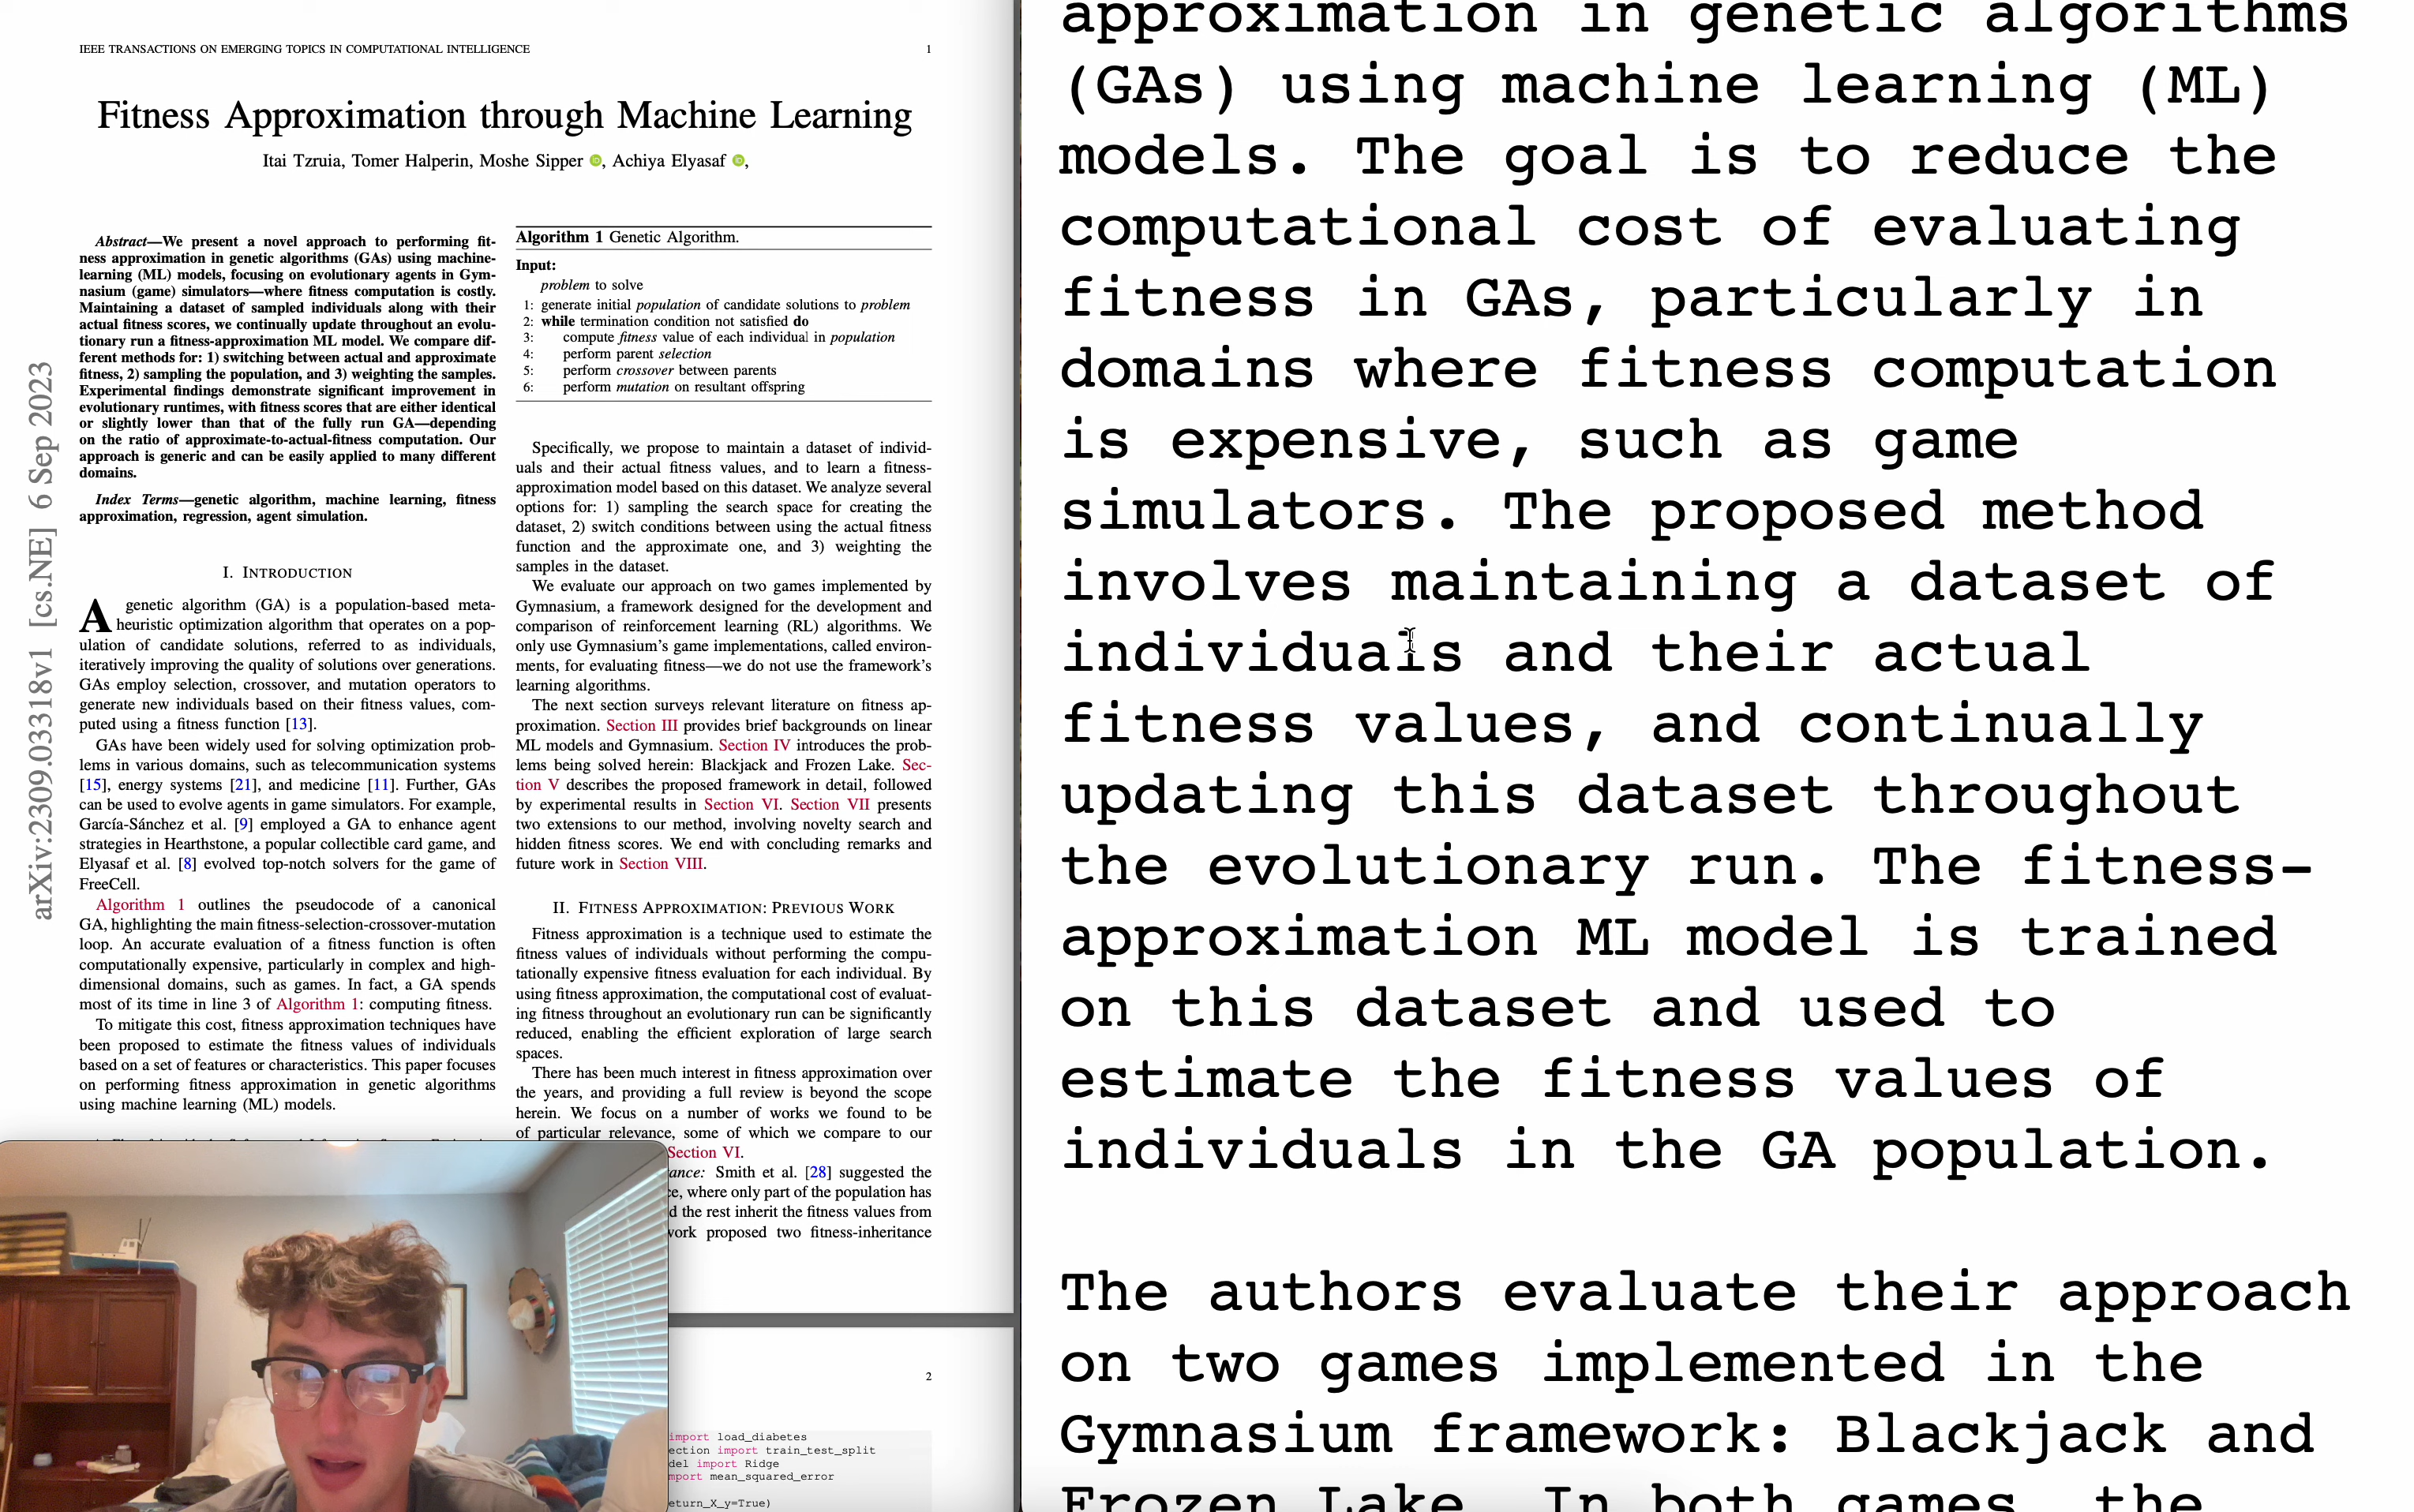 IEEE TRANSACTIONS ON EMERGING TOPICS IN COMPUTATIONAL INTELLIGENCE 1
Fitness Approximation through Machine Learning
Itai Tzruia, Tomer Halperin, Moshe Sipper, Achiya Elyasaf,
arXiv:2309.03318v1 [cs.NE] 6 Sep 2023
Abstract—We present a novel approach to performing fit-
ness approximation in genetic algorithms (GAs) using machine-
learning (ML) models, focusing on evolutionary agents in Gym-
nasium (game) simulators—where fitness computation is costly.
Maintaining a dataset of sampled individuals along with their
actual fitness scores, we continually update throughout an evolu-
tionary run a fitness-approximation ML model. We compare dif-
ferent methods for: 1) switching between actual and approximate
fitness, 2) sampling the population, and 3) weighting the samples.
Experimental findings demonstrate significant improvement in
evolutionary runtimes, with fitness scores that are either identical
or slightly lower than that of the fully run GA—depending
on the ratio of approximate-to-actual-fitness computation. Our
approach is generic and can be easily applied to many different
domains.
Index Terms—genetic algorithm, machine learning, fitness
approximation, regression, agent simulation.
I. INTRODUCTION
A genetic algorithm (GA) is a population-based meta-
heuristic optimization algorithm that operates on a pop-
ulation of candidate solutions, referred to as individuals,
iteratively improving the quality of solutions over generations.
GAs employ selection, crossover, and mutation operators to
generate new individuals based on their fitness values, com-
puted using a fitness function [13].
GAs have been widely used for solving optimization prob-
lems in various domains, such as telecommunication systems
[15], energy systems [21], and medicine [11]. Further, GAs
can be used to evolve agents in game simulators. For example,
García-Sánchez et al. [9] employed a GA to enhance agent
strategies in Hearthstone, a popular collectible card game, and
Elyasaf et al. [8] evolved top-notch solvers for the game of
FreeCell.
Algorithm 1 outlines the pseudocode of a canonical
GA, highlighting the main fitness-selection-crossover-mutation
loop. An accurate evaluation of a fitness function is often
computationally expensive, particularly in complex and high-
dimensional domains, such as games. In fact, a GA spends
most of its time in line 3 of Algorithm 1: computing fitness.
To mitigate this cost, fitness approximation techniques have
been proposed to estimate the fitness values of individuals
based on a set of features or characteristics. This paper focuses
on performing fitness approximation in genetic algorithms
using machine learning (ML) models.
Algorithm 1 Genetic Algorithm.
Input:
problem to solve
1: generate initial population of candidate solutions to problem
2: while termination condition not satisfied do
3: compute fitness value of each individual in population
4: perform parent selection
5: perform crossover between parents
6: perform mutation on resultant offspring
Specifically, we propose to maintain a dataset of individ-
uals and their actual fitness values, and to learn a fitness-
approximation model based on this dataset. We analyze several
options for: 1) sampling the search space for creating the
dataset, 2) switch conditions between using the actual fitness
function and the approximate one, and 3) weighting the
samples in the dataset.
We evaluate our approach on two games implemented by
Gymnasium, a framework designed for the development and
comparison of reinforcement learning (RL) algorithms. We
only use Gymnasium's game implementations, called environ-
ments, for evaluating fitness—we do not use the framework's
learning algorithms.
The next section surveys relevant literature on fitness ap-
proximation. Section III provides brief backgrounds on linear
ML models and Gymnasium. Section IV introduces the prob-
lems being solved herein: Blackjack and Frozen Lake. Sec-
tion V describes the proposed framework in detail, followed
by experimental results in Section VI. Section VII presents
two extensions to our method, involving novelty search and
hidden fitness scores. We end with concluding remarks and
future work in Section VIII.
II. FITNESS APPROXIMATION: PREVIOUS WORK
Fitness approximation is a technique used to estimate the
fitness values of individuals without performing the compu-
tationally expensive fitness evaluation for each individual. By
using fitness approximation, the computational cost of evaluat-
ing fitness throughout an evolutionary run can be significantly
reduced, enabling the efficient exploration of large search
spaces.
There has been much interest in fitness approximation over
the years, and providing a full review is beyond the scope
herein. We focus on a number of works we found to be
of particular relevance, some of which we compare to our
Section VI.
Smith et al. [28] suggested the
where only part of the population has
the rest inherit the fitness values from
proposed two fitness-inheritance
2
import load_diabetes
import train_test_split
import Ridge
mean_squared_error
approximation in genetic algorithms
(GAs) using machine learning (ML)
models. The goal is to reduce the
computational cost of evaluating
fitness in GAs, particularly in
domains where fitness computation
is expensive, such as game
simulators. The proposed method
involves maintaining a dataset of
individuals and their actual
fitness values, and continually
updating this dataset throughout
the evolutionary run. The fitness-
approximation ML model is trained
on this dataset and used to
estimate the fitness values of
individuals in the GA population.
The authors evaluate their approach
on two games implemented in the
Gymnasium framework: Blackjack and
Frozen Lake. In both games, the